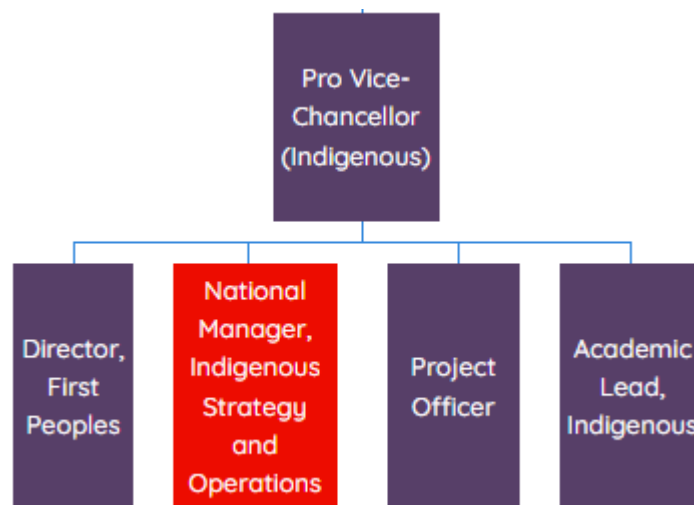 Pro Vice-
Chancellor
(Indigenous)
Director,
First
Peoples
National
Manager,
Indigenous
Strategy
and
Operations
Project
Officer
Academic
Lead,
Indigenous